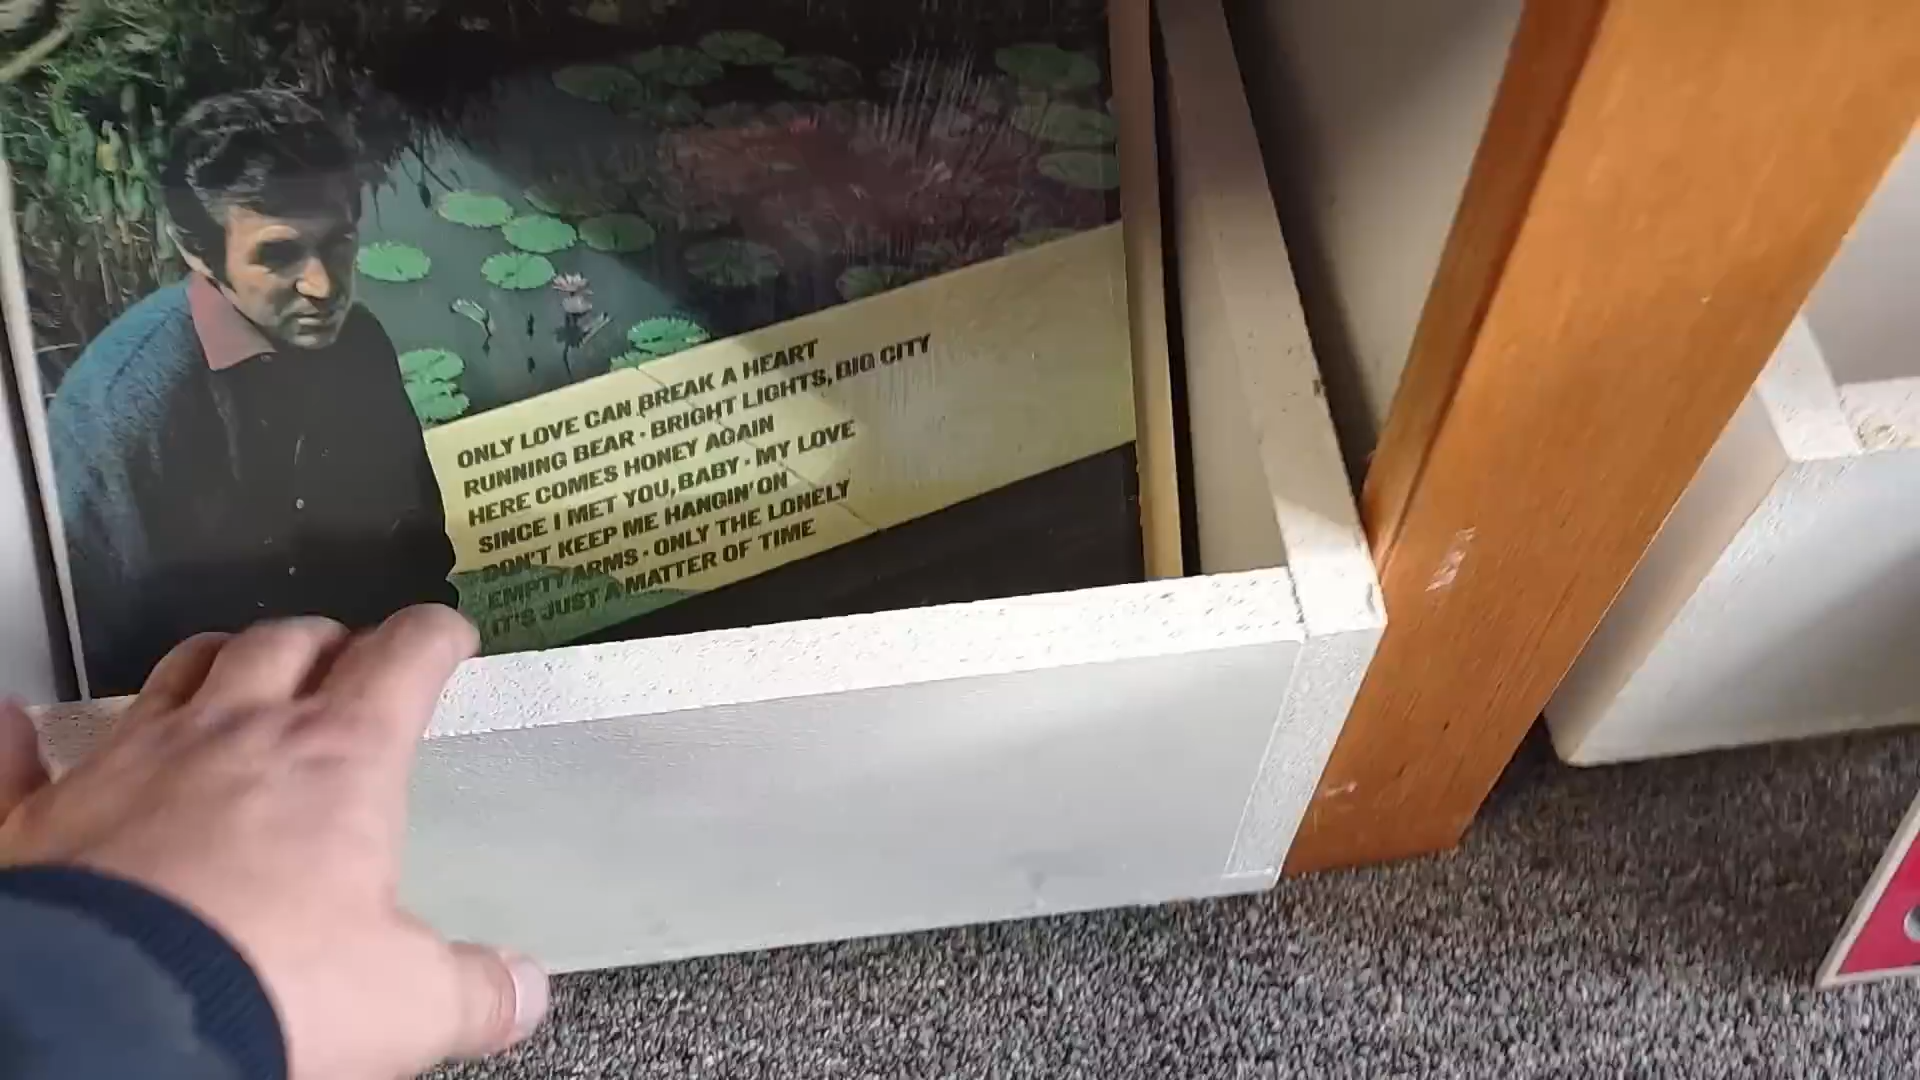 ONLY LOVE CAN BREAK A HEART
RUNNING BEAR • BRIGHT LIGHTS, BIG CITY
HERE COMES HONEY AGAIN
SINCE I MET YOU, BABY • MY LOVE
DON'T KEEP ME HANGIN' ON
EMPTY ARMS • ONLY THE LONELY
IT'S JUST A MATTER OF TIME